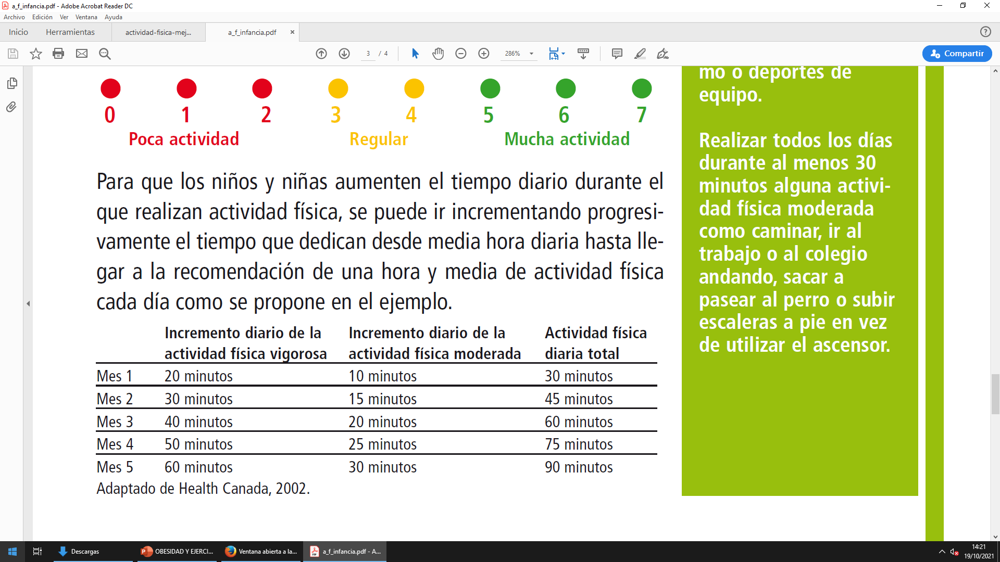 a_f_infancia.pdf - Adobe Acrobat Reader DC
Archivo Edición Ver Ventana Ayuda
Inicio Herramientas actividad-fisica-mej... a_f_infancia.pdf ×
3 / 4 286% Compartir
0 1 2 3 4 5 6 7
Poca actividad Regular Mucha actividad
Para que los niños y niñas aumenten el tiempo diario durante el
que realizan actividad física, se puede ir incrementando progresi-
vamente el tiempo que dedican desde media hora diaria hasta lle-
gar a la recomendación de una hora y media de actividad física
cada día como se propone en el ejemplo.
Incremento diario de la Incremento diario de la Actividad física
actividad física vigorosa actividad física moderada diaria total
Mes 1 20 minutos 10 minutos 30 minutos
Mes 2 30 minutos 15 minutos 45 minutos
Mes 3 40 minutos 20 minutos 60 minutos
Mes 4 50 minutos 25 minutos 75 minutos
Mes 5 60 minutos 30 minutos 90 minutos
Adaptado de Health Canada, 2002.
mo o deportes de
equipo.
Realizar todos los días
durante al menos 30
minutos alguna activi-
dad física moderada
como caminar, ir al
trabajo o al colegio
andando, sacar a
pasear al perro o subir
escaleras a pie en vez
de utilizar el ascensor.
Descargas OBESIDAD Y EJERCI... Ventana abierta a la... a_f_infancia.pdf - A...
14:21
19/10/2021